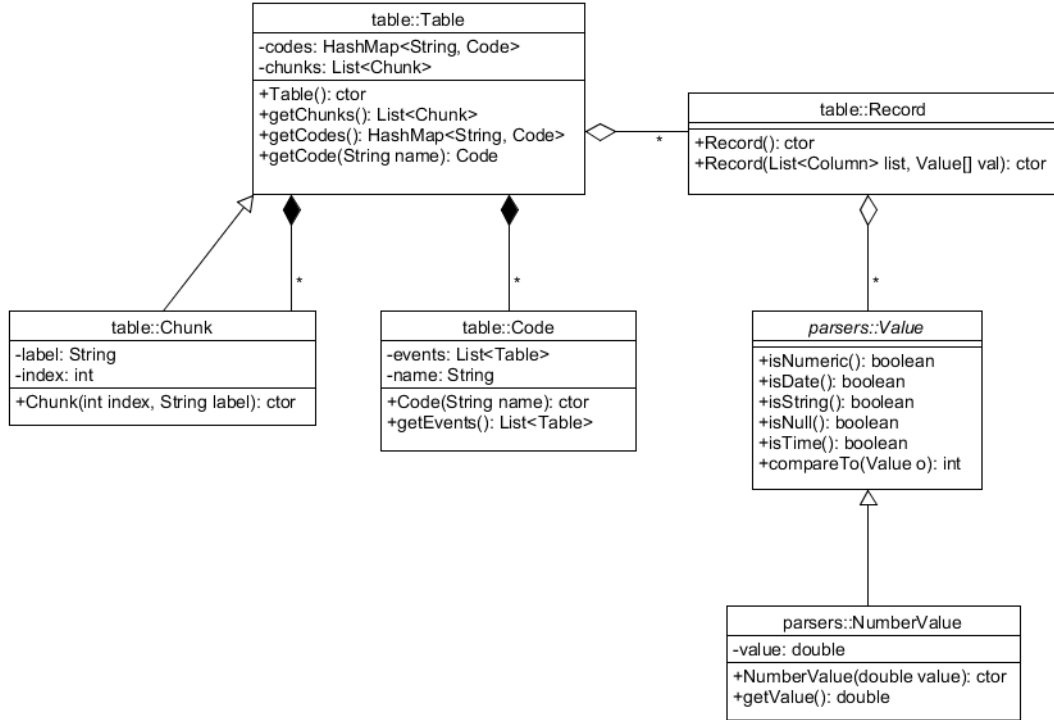 table::Table
-codes: HashMap<String, Code>
-chunks: List<Chunk>
+Table(): ctor
+getChunks(): List<Chunk>
+getCodes(): HashMap<String, Code>
+getCode(String name): Code
*
table::Record
+Record(): ctor
+Record(List<Column> list, Value[] val): ctor
*
*
*
table::Chunk
-label: String
-index: int
+Chunk(int index, String label): ctor
table::Code
-events: List<Table>
-name: String
+Code(String name): ctor
+getEvents(): List<Table>
parsers::Value
+isNumeric(): boolean
+isDate(): boolean
+isString(): boolean
+isNull(): boolean
+isTime(): boolean
+compareTo(Value o): int
parsers::NumberValue
-value: double
+NumberValue(double value): ctor
+getValue(): double